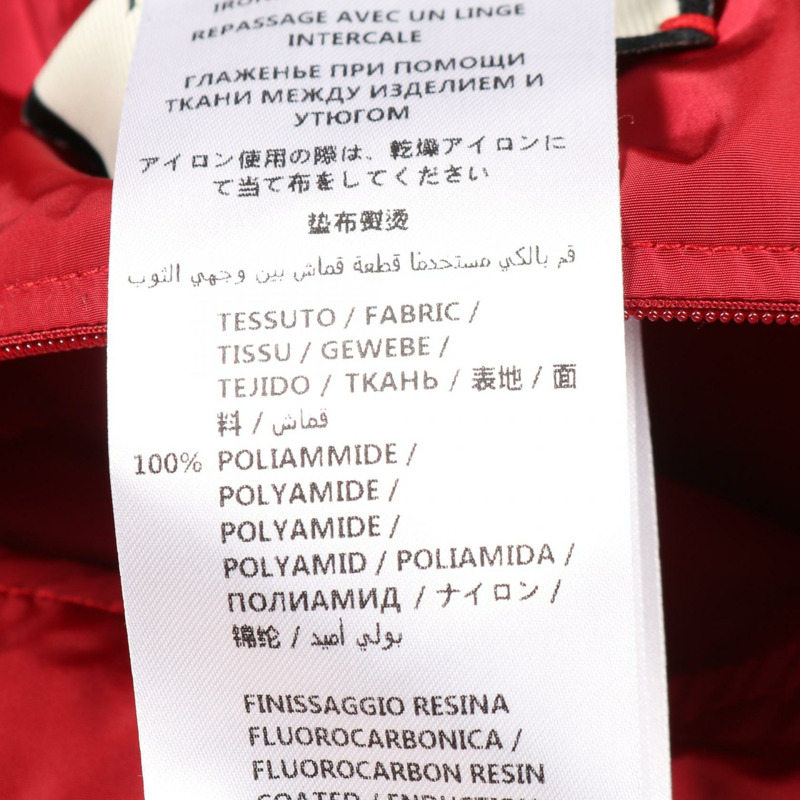 REPASSAGE AVEC UN LINGE
INTERCALE
ГЛАЖЕНЬЕ ПРИ ПОМОЩИ
ТКАНИ МЕЖДУ ИЗДЕЛИЕМ И
УТЮГОМ
アイロン使用の際は、乾燥アイロンに
て当て布をしてください
垫布熨烫
قم بالكي مستخدمًا قطعة قماش بين وجهي الثوب
TESSUTO / FABRIC /
TISSU / GEWEBE /
TEJIDO / ТКАНЬ / 表地 / 面
料 / قماش
100% POLIAMMIDE /
POLYAMIDE /
POLYAMIDE /
POLYAMID / POLIAMIDA /
ПОЛИАМИД / ナイロン /
锦纶 / بولي أميد
FINISSAGGIO RESINA
FLUOROCARBONICA /
FLUOROCARBON RESIN
COATED / ENDUCTION